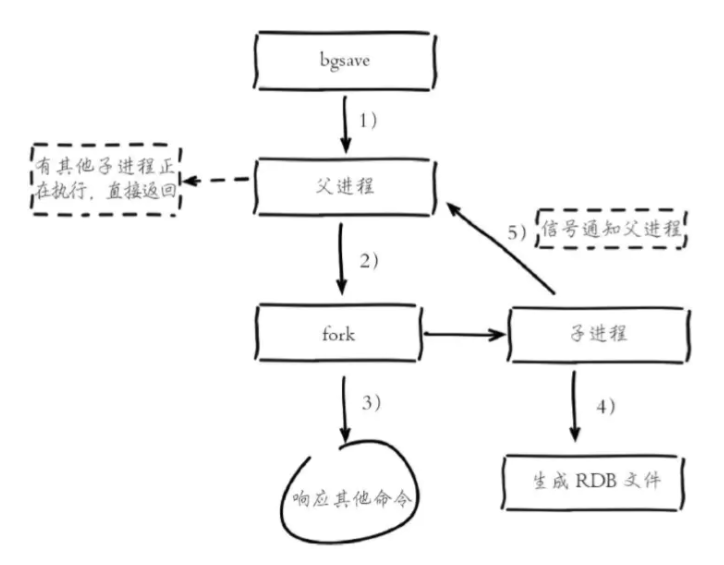 bgsave
1)
有其他子进程正
在执行，直接返回
父进程
5)
信号通知父进程
2)
fork
子进程
3)
4)
响应其他命令
生成 RDB 文件